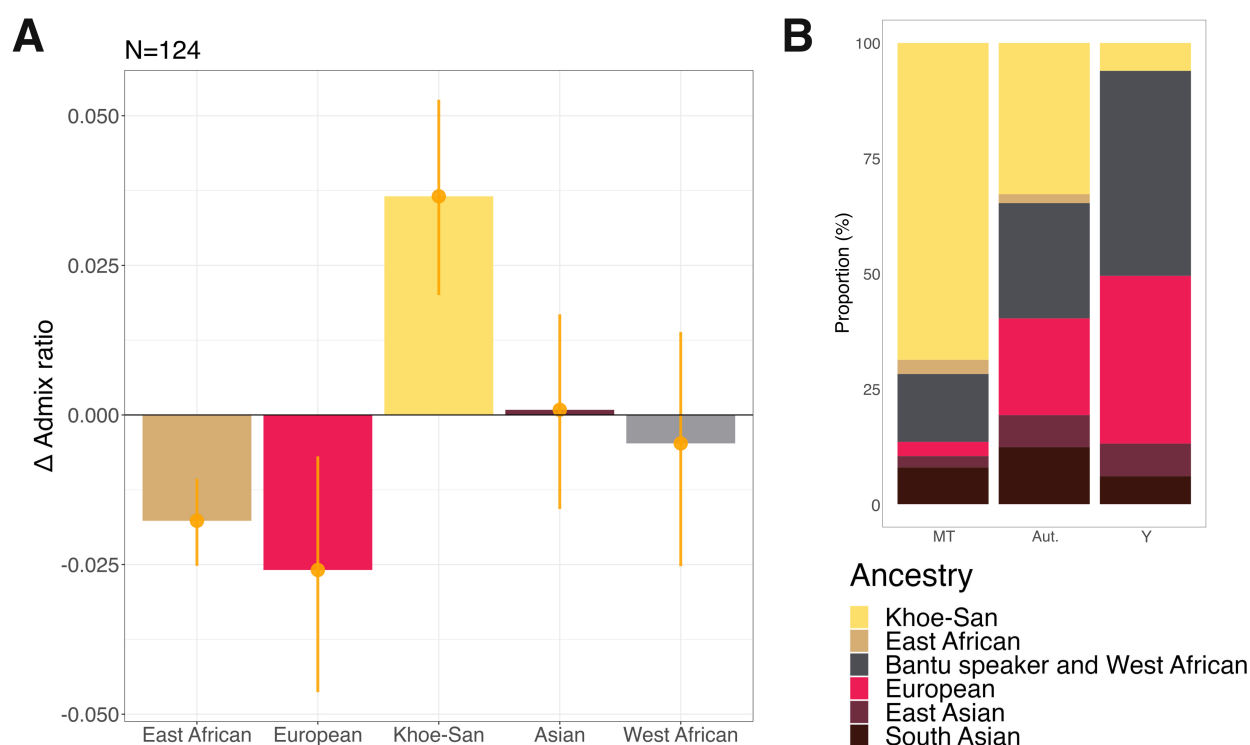 A
N=124
Δ Admix ratio
0.050
0.025
0.000
-0.025
-0.050
East African European Khoe-San Asian West African
B
Proportion (%)
100
75
50
25
0
MT Aut. Y
Ancestry
Khoe-San
East African
Bantu speaker and West African
European
East Asian
South Asian